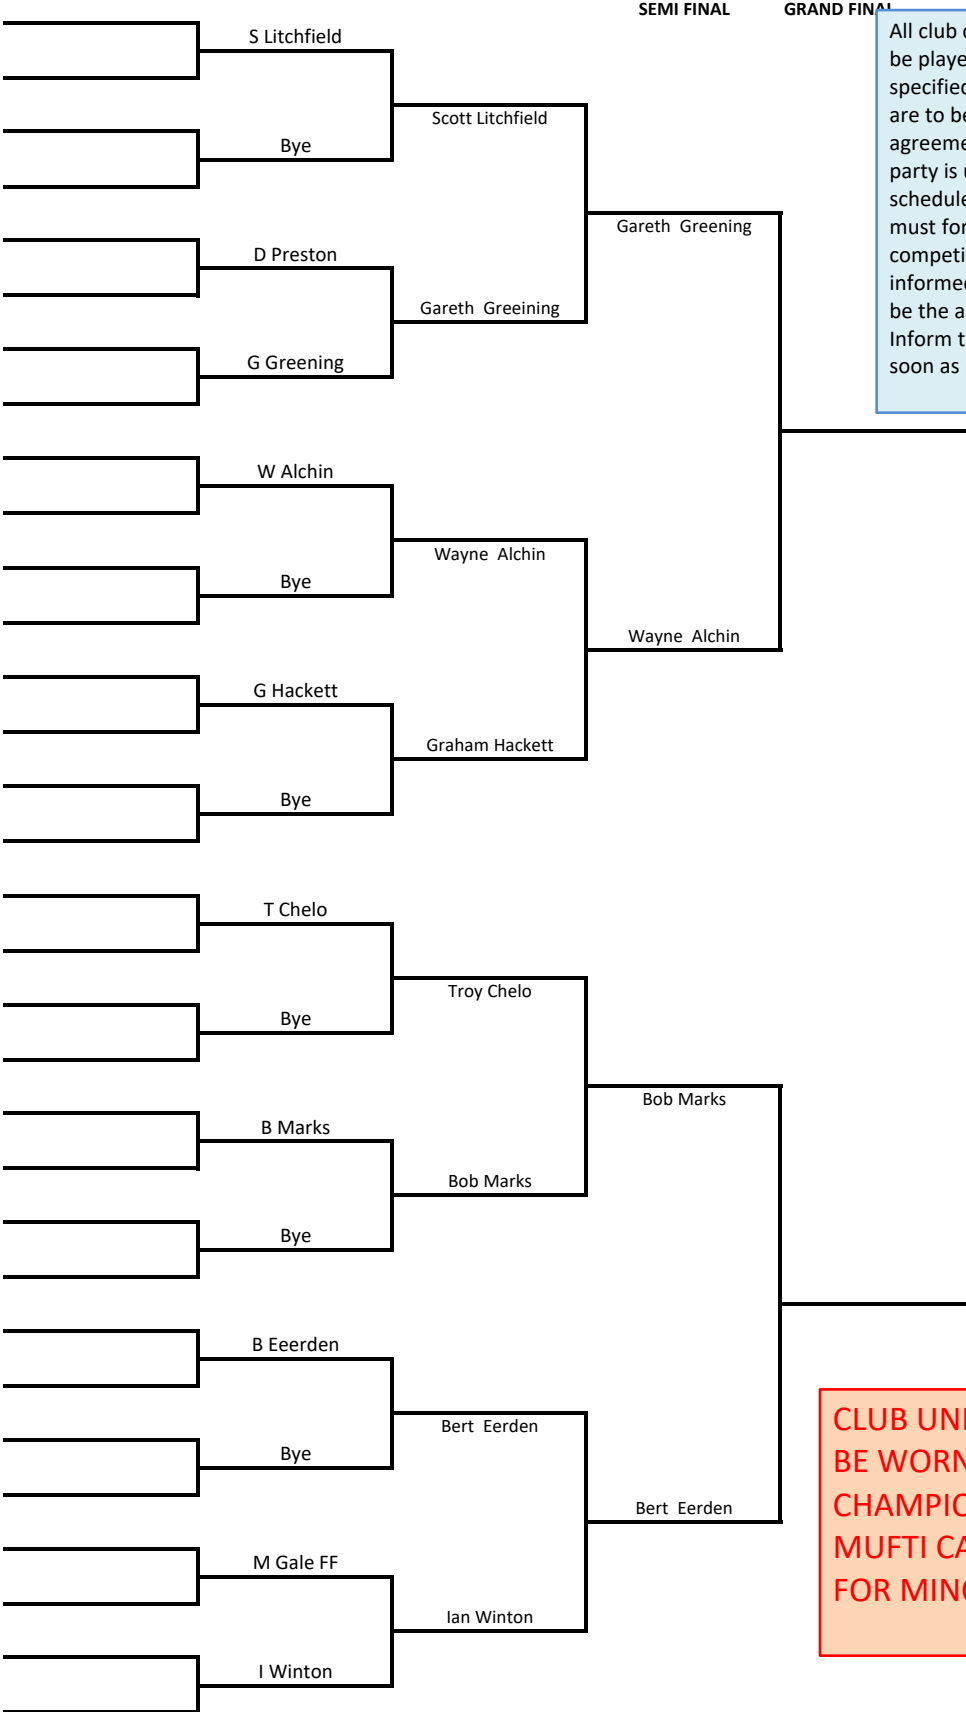 SEMI FINAL GRAND FINAL
All club
be playe
specified
are to be
agreeme
party is
schedule
must for
competi
informed
be the a
Inform t
soon as
S Litchfield
Scott Litchfield
Bye
Gareth  Greening
D Preston
Gareth  Greeining
G Greening
W Alchin
Wayne  Alchin
Bye
Wayne  Alchin
G Hackett
Graham Hackett
Bye
T Chelo
Troy Chelo
Bye
Bob Marks
B Marks
Bob Marks
Bye
B Eeerden
Bert  Eerden
Bye
Bert  Eerden
M Gale FF
Ian Winton
I Winton
CLUB UNI
BE WORN
CHAMPIO
MUFTI CA
FOR MINO